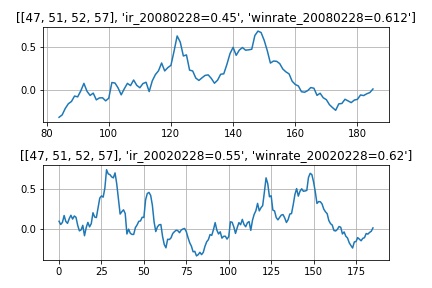 [[47, 51, 52, 57], 'ir_20080228=0.45', 'winrate_20080228=0.612']
0.5
0.0
80 100 120 140 160 180
[[47, 51, 52, 57], 'ir_20020228=0.55', 'winrate_20020228=0.62']
0.5
0.0
0 25 50 75 100 125 150 175